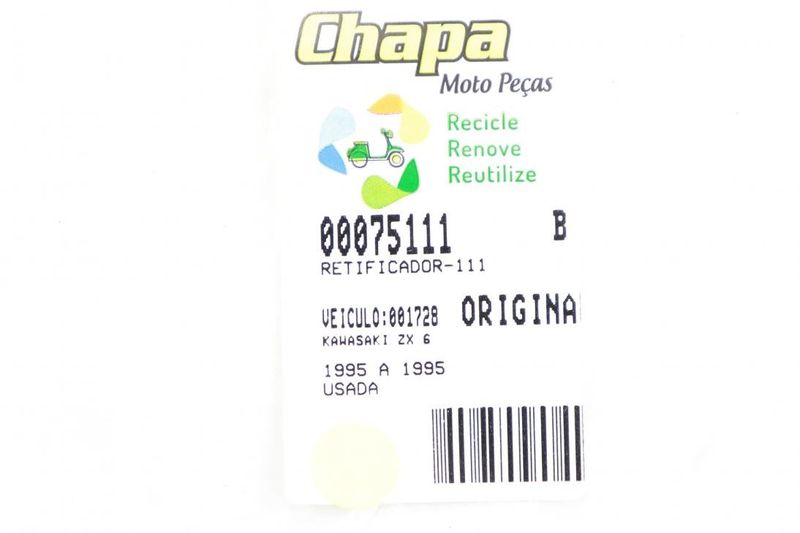 Chapa
Moto Peças
Recicle
Renove
Reutilize
00075111 B
RETIFICADOR-111
VEICULO:001728 ORIGINA
KAWASAKI ZX 6
1995 A 1995
USADA